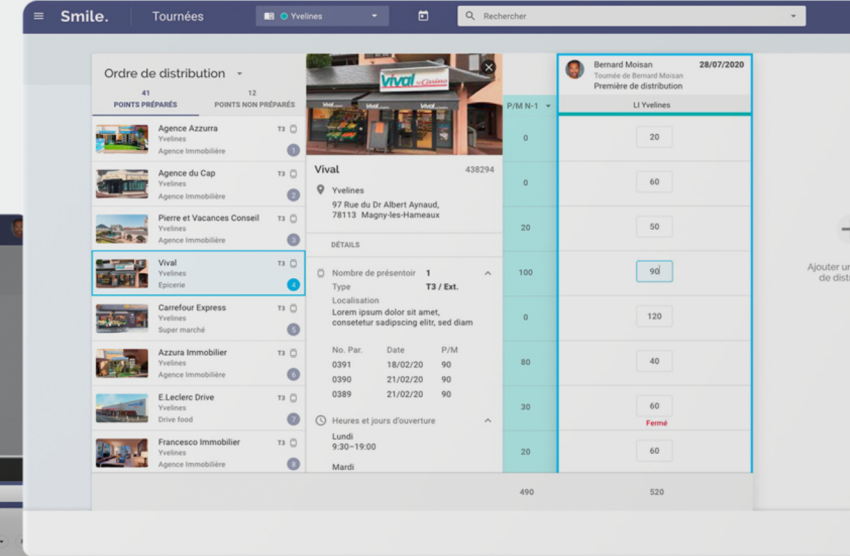 Smile.
Tournées
Yvelines
Rechercher
Ordre de distribution
41
POINTS PRÉPARÉS
12
POINTS NON PRÉPARÉS
Agence Azzurra
T3
Yvelines
Agence Immobilière
1
Agence du Cap
T3
Yvelines
Agence Immobilière
2
Pierre et Vacances Conseil
T3
Yvelines
Agence Immobilière
3
Vival
T3
Yvelines
Epicerie
4
Carrefour Express
T3
Yvelines
Super marché
5
Azzura Immobilier
T3
Yvelines
Agence Immobilière
6
E.Leclerc Drive
T3
Yvelines
Drive food
7
Francesco Immobilier
T3
Yvelines
Agence Immobilière
8
vival by Casino
Vival
438294
Yvelines
97 Rue du Dr Albert Aynaud,
78113 Magny-les-Hameaux
DÉTAILS
Nombre de présentoir 1
Type T3 / Ext.
Localisation
Lorem ipsum dolor sit amet,
consetetur sadipscing elitr, sed diam
No. Par. Date P/M
0391 18/02/20 90
0390 21/02/20 90
0389 21/02/20 90
Heures et jours d'ouverture
Lundi
9:30–19:00
Mardi
P/M N-1
0
0
20
100
0
80
30
20
490
Bernard Moisan 28/07/2020
Tournée de Bernard Moisan
Première de distribution
LI Yvelines
20
60
50
90
120
40
60
Fermé
60
520
Ajouter un
de dist